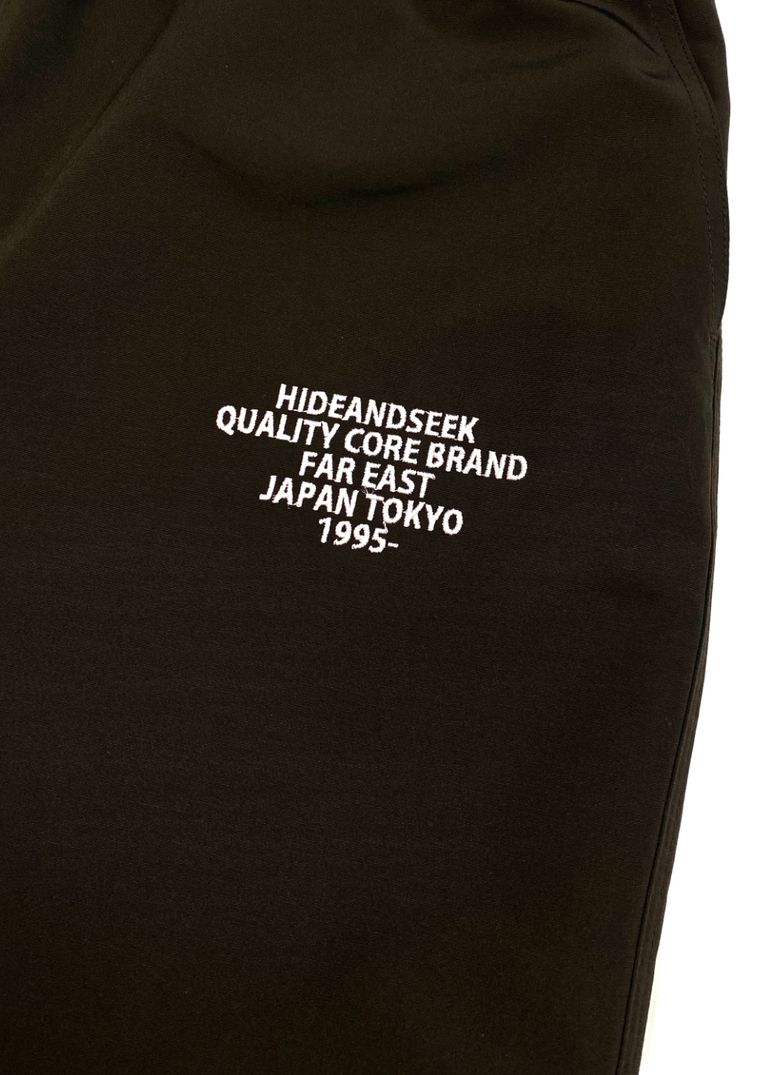 HIDEANDSEEK
QUALITY CORE BRAND
FAR EAST
JAPAN TOKYO
1995-